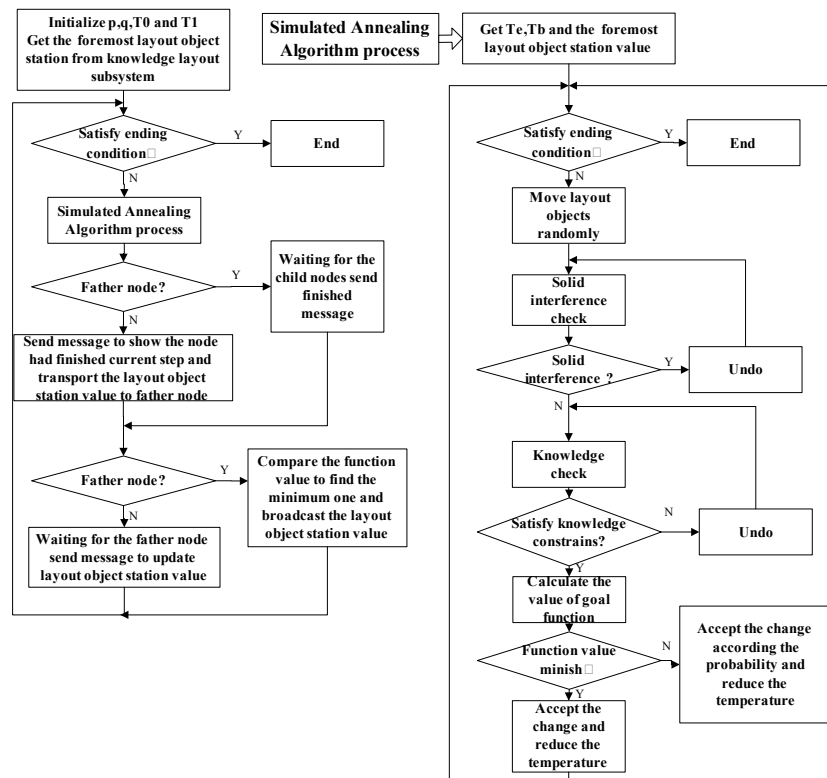 Initialize p,q,T0 and T1
Get the foremost layout object
station from knowledge layout
subsystem
Satisfy ending
condition
Y
End
N
Simulated Annealing
Algorithm process
Father node?
Y
Waiting for the
child nodes send
finished
message
N
Send message to show the node
had finished current step and
transport the layout object
station value to father node
Father node?
Y
Compare the function
value to find the
minimum one and
broadcast the layout
object station value
N
Waiting for the father node
send message to update
layout object station value
Simulated Annealing
Algorithm process
Get Te,Tb and the foremost
layout object station value
Satisfy ending
condition
Y
End
N
Move layout
objects
randomly
Solid
interference
check
Solid
interference ?
Y
Undo
N
Knowledge
check
Satisfy knowledge
constrains?
N
Undo
Y
Calculate the
value of goal
function
Function value
minish
N
Accept the change
according the
probability and
reduce the
temperature
Y
Accept the
change and
reduce the
temperature